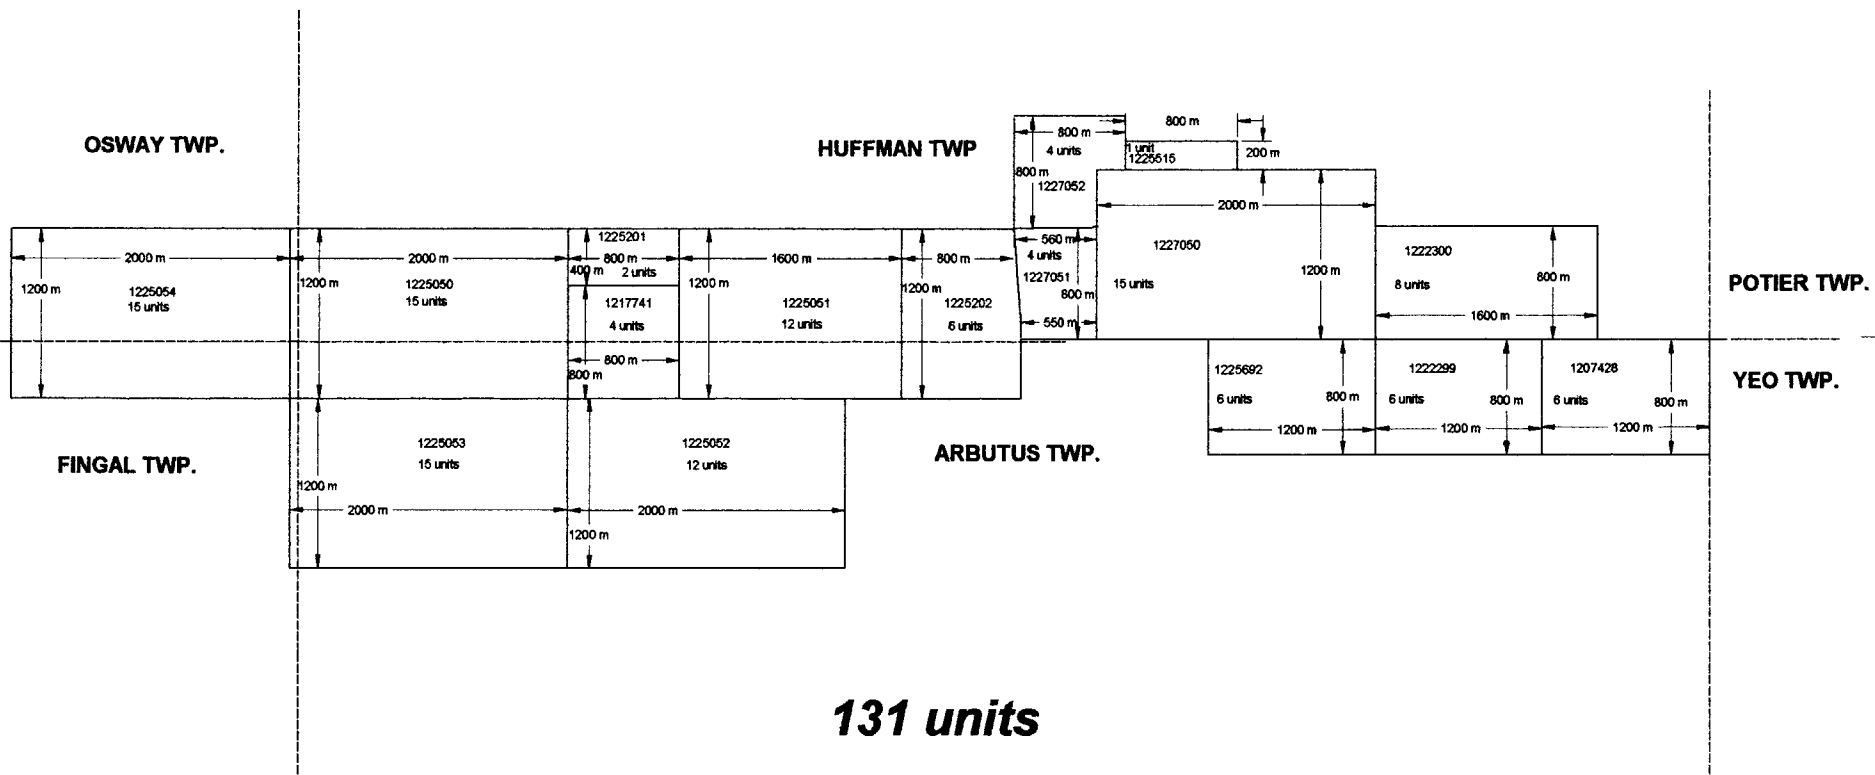 OSWAY TWP.
HUFFMAN TWP
POTIER TWP.
YEO TWP.
FINGAL TWP.
ARBUTUS TWP.
2000 m
1200 m
1225054
15 units
2000 m
1200 m
1225050
15 units
1225201
800 m
400 m
2 units
1217741
4 units
800 m
800 m
1600 m
1200 m
1225051
12 units
800 m
1200 m
1225202
6 units
800 m
4 units
800 m
1227052
800 m
1 unit
1225515
200 m
560 m
4 units
1227051
800 m
550 m
2000 m
1227050
15 units
1200 m
1222300
8 units
800 m
1600 m
1225692
6 units
800 m
1200 m
1222299
6 units
800 m
1200 m
1207428
6 units
800 m
1200 m
1225053
15 units
1200 m
2000 m
1225052
12 units
2000 m
1200 m
131 units